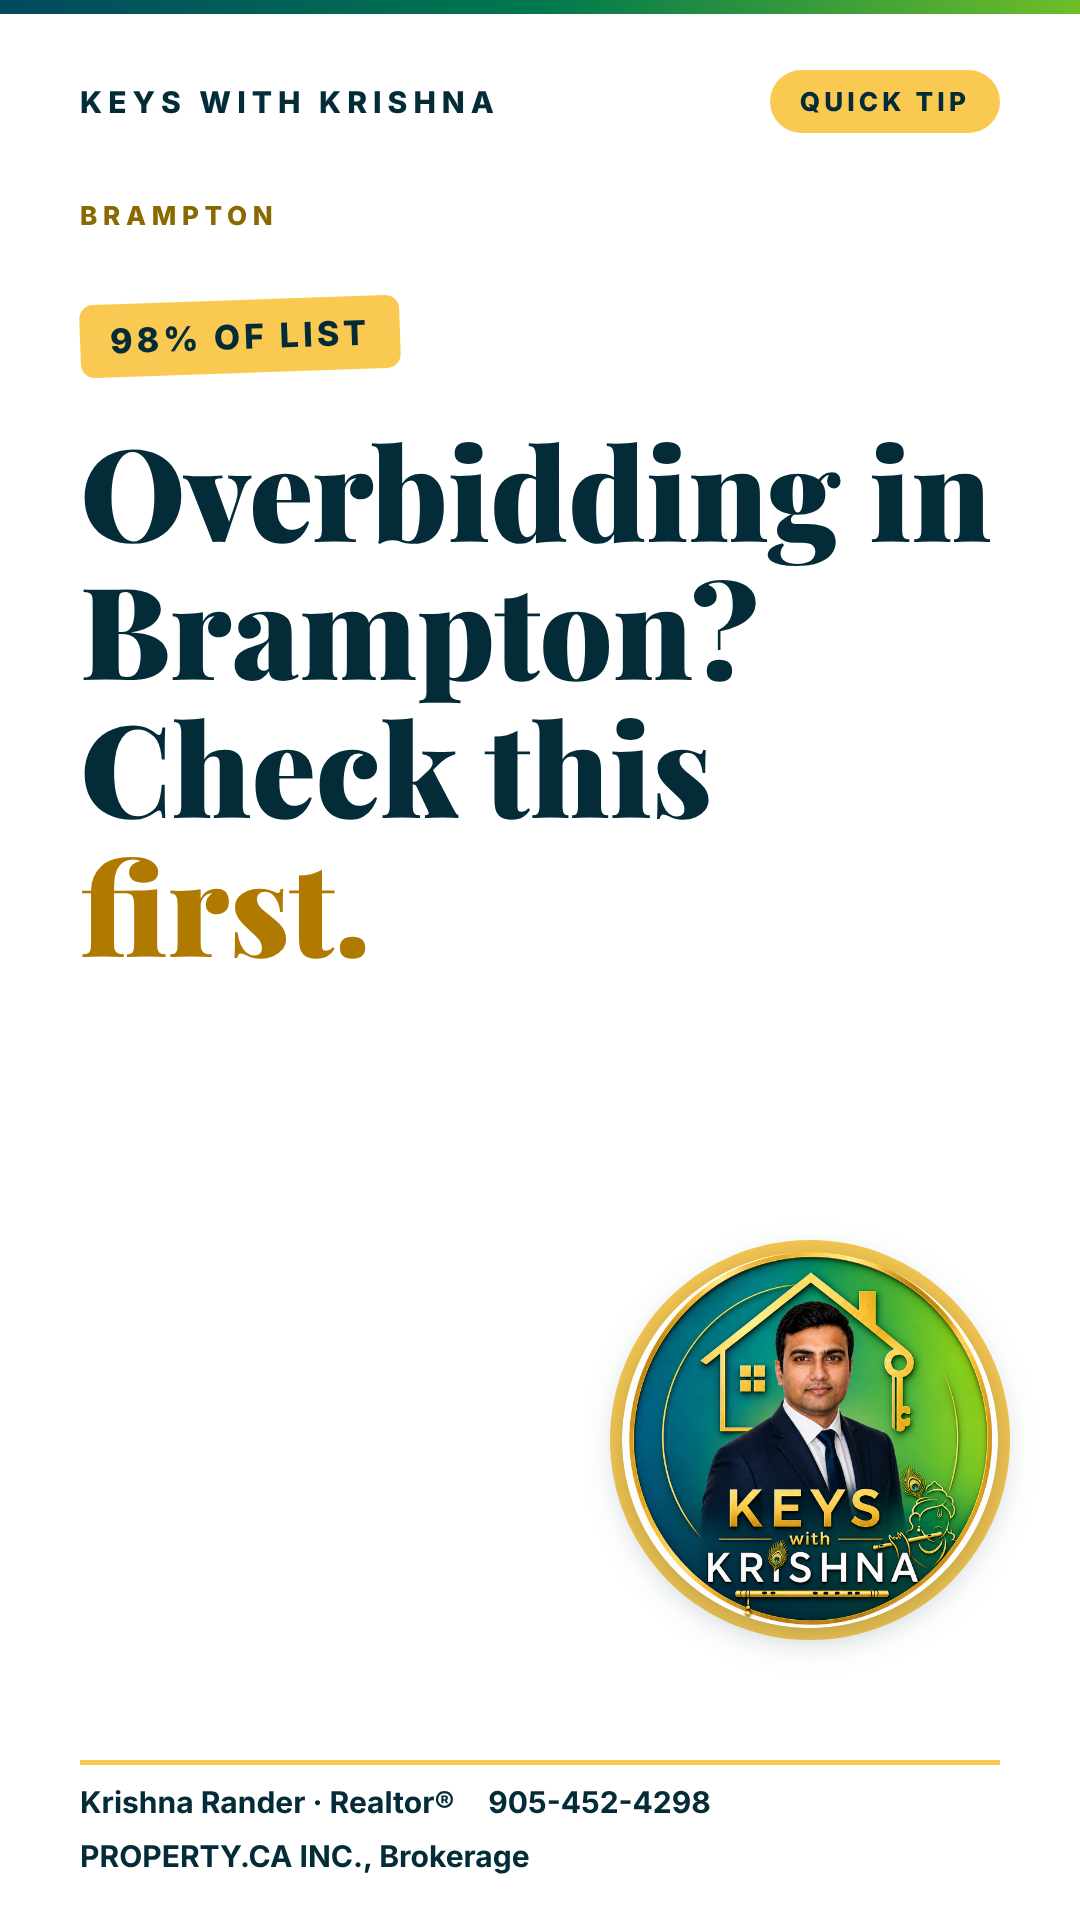 KEYS WITH KRISHNA
QUICK TIP
BRAMPTON
98% OF LIST
Overbidding in
Brampton?
Check this
first.
KEYS
with
KRISHNA
Krishna Rander · Realtor® 905-452-4298
PROPERTY.CA INC., Brokerage